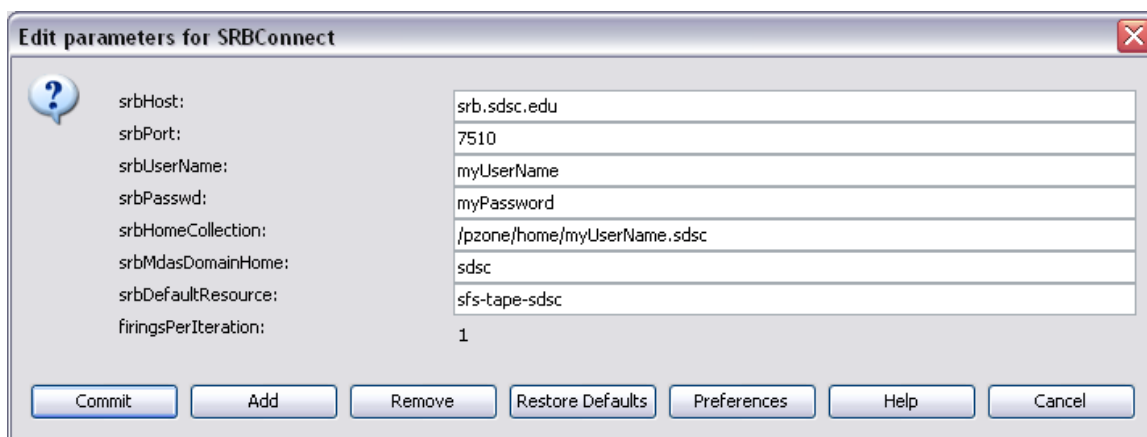 Edit parameters for SRBConnect
srbHost: srb.sdsc.edu
srbPort: 7510
srbUserName: myUserName
srbPasswd: myPassword
srbHomeCollection: /pzone/home/myUserName.sdsc
srbMdasDomainHome: sdsc
srbDefaultResource: sfs-tape-sdsc
firingsPerIteration: 1
Commit Add Remove Restore Defaults Preferences Help Cancel